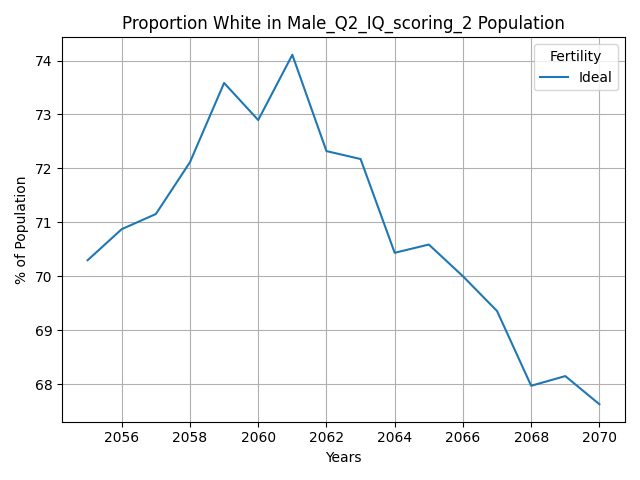 Proportion White in Male_Q2_IQ_scoring_2 Population
Fertility
Ideal
% of Population
74
73
72
71
70
69
68
2056 2058 2060 2062 2064 2066 2068 2070
Years